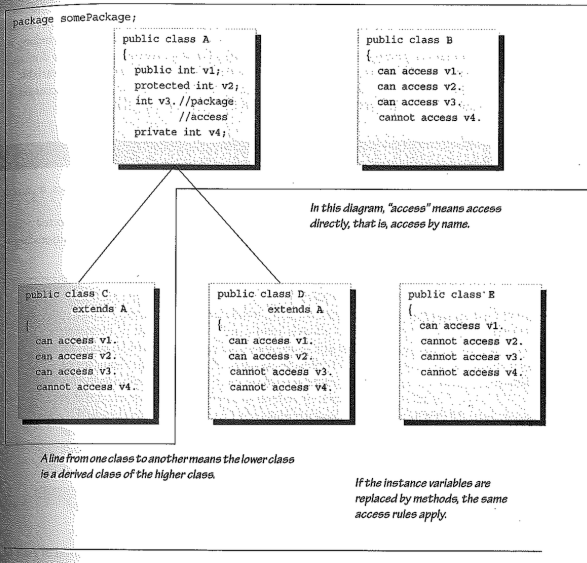 package somePackage;
public class A
{
public int v1;
protected int v2;
int v3. //package
//access
private int v4;
public class B
{
can access v1.
can access v2.
can access v3.
cannot access v4.
In this diagram, "access" means access
directly, that is, access by name.
public class C
extends A
{
can access v1.
can access v2.
can access v3.
cannot access v4.
public class D
extends A
{
can access v1.
can access v2.
cannot access v3.
cannot access v4.
public class E
{
can access v1.
cannot access v2.
cannot access v3.
cannot access v4.
A line from one class to another means the lower class
is a derived class of the higher class.
If the instance variables are
replaced by methods, the same
access rules apply.